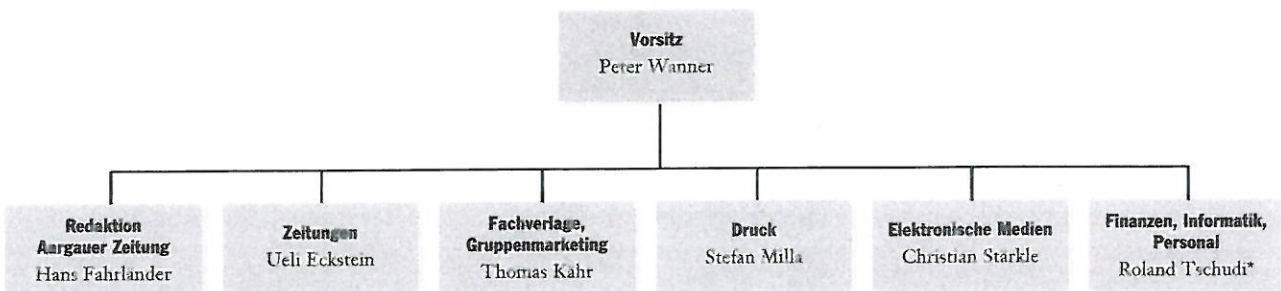 Vorsitz
Peter Wanner
Redaktion
Aargauer Zeitung
Hans Fahrländer
Zeitungen
Ueli Eckstein
Fachverlage,
Gruppenmarketing
Thomas Kähr
Druck
Stefan Milla
Elektronische Medien
Christian Stärkle
Finanzen, Informatik,
Personal
Roland Tschudi*